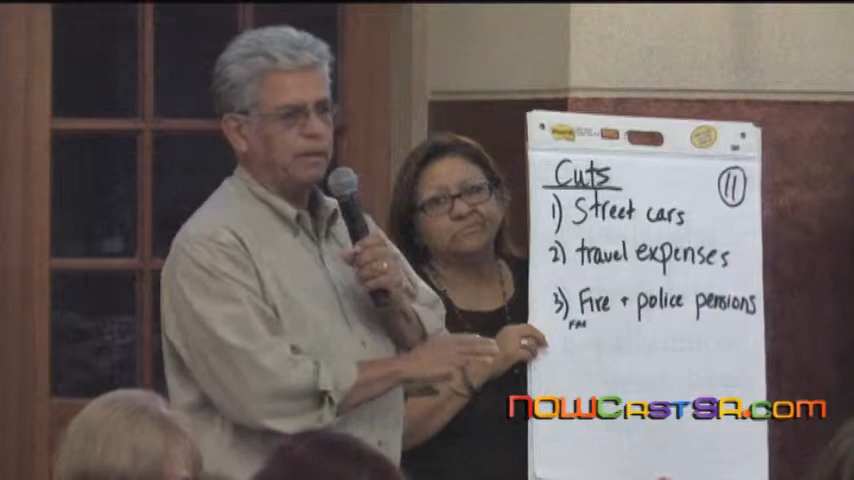 Cuts
11
1) Street cars
2) travel expenses
3) Fire + police pensions
NOWCastSA.com